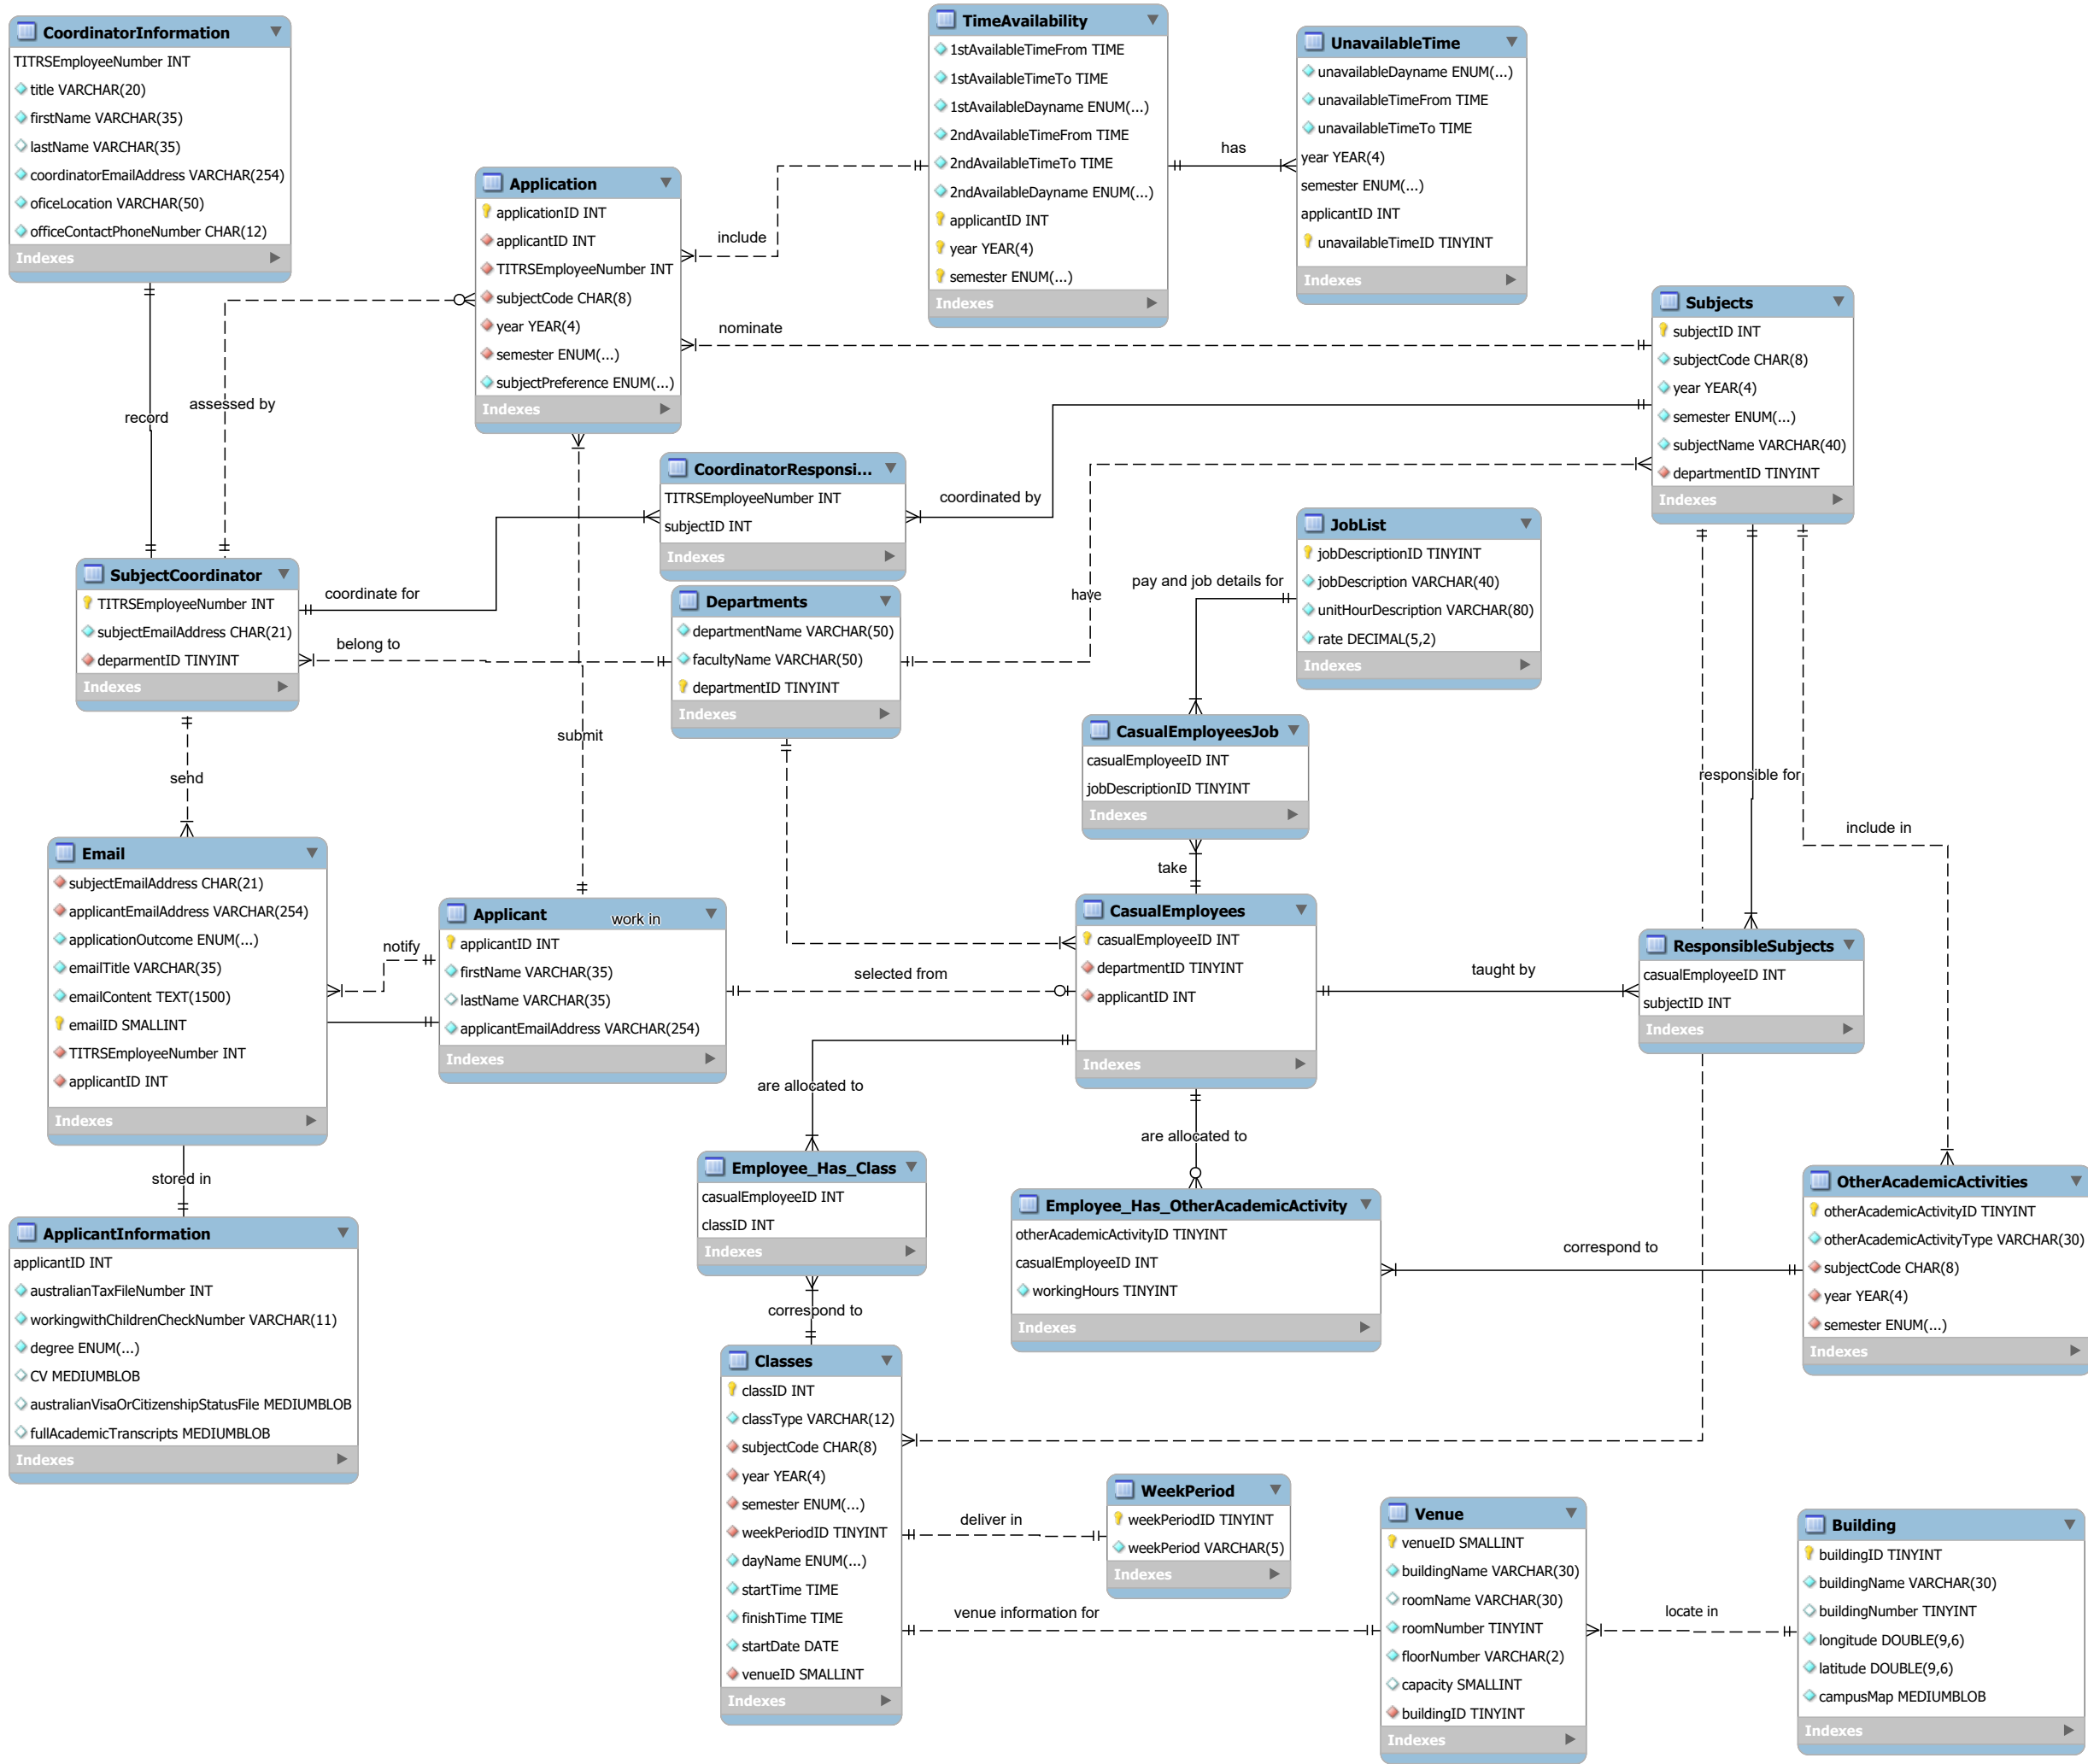 CoordinatorInformation
TITRSEmployeeNumber INT
title VARCHAR(20)
firstName VARCHAR(35)
lastName VARCHAR(35)
coordinatorEmailAddress VARCHAR(254)
oficeLocation VARCHAR(50)
officeContactPhoneNumber CHAR(12)
Indexes
TimeAvailability
1stAvailableTimeFrom TIME
1stAvailableTimeTo TIME
1stAvailableDayname ENUM(...)
2ndAvailableTimeFrom TIME
2ndAvailableTimeTo TIME
2ndAvailableDayname ENUM(...)
applicantID INT
year YEAR(4)
semester ENUM(...)
Indexes
has
UnavailableTime
unavailableDayname ENUM(...)
unavailableTimeFrom TIME
unavailableTimeTo TIME
year YEAR(4)
semester ENUM(...)
applicantID INT
unavailableTimeID TINYINT
Indexes
Application
applicationID INT
applicantID INT
TITRSEmployeeNumber INT
subjectCode CHAR(8)
year YEAR(4)
semester ENUM(...)
subjectPreference ENUM(...)
Indexes
include
nominate
Subjects
subjectID INT
subjectCode CHAR(8)
year YEAR(4)
semester ENUM(...)
subjectName VARCHAR(40)
departmentID TINYINT
Indexes
record
assessed by
CoordinatorResponsi...
TITRSEmployeeNumber INT
subjectID INT
Indexes
coordinated by
JobList
jobDescriptionID TINYINT
jobDescription VARCHAR(40)
unitHourDescription VARCHAR(80)
rate DECIMAL(5,2)
Indexes
SubjectCoordinator
TITRSEmployeeNumber INT
subjectEmailAddress CHAR(21)
deparmentID TINYINT
Indexes
coordinate for
belong to
Departments
departmentName VARCHAR(50)
facultyName VARCHAR(50)
departmentID TINYINT
Indexes
pay and job details for
have
submit
send
CasualEmployeesJob
casualEmployeeID INT
jobDescriptionID TINYINT
Indexes
responsible for
include in
take
Email
subjectEmailAddress CHAR(21)
applicantEmailAddress VARCHAR(254)
applicationOutcome ENUM(...)
emailTitle VARCHAR(35)
emailContent TEXT(1500)
emailID SMALLINT
TITRSEmployeeNumber INT
applicantID INT
Indexes
notify
Applicant
work in
applicantID INT
firstName VARCHAR(35)
lastName VARCHAR(35)
applicantEmailAddress VARCHAR(254)
Indexes
selected from
CasualEmployees
casualEmployeeID INT
departmentID TINYINT
applicantID INT
Indexes
taught by
ResponsibleSubjects
casualEmployeeID INT
subjectID INT
Indexes
are allocated to
are allocated to
stored in
ApplicantInformation
applicantID INT
australianTaxFileNumber INT
workingwithChildrenCheckNumber VARCHAR(11)
degree ENUM(...)
CV MEDIUMBLOB
australianVisaOrCitizenshipStatusFile MEDIUMBLOB
fullAcademicTranscripts MEDIUMBLOB
Indexes
Employee_Has_Class
casualEmployeeID INT
classID INT
Indexes
Employee_Has_OtherAcademicActivity
otherAcademicActivityID TINYINT
casualEmployeeID INT
workingHours TINYINT
Indexes
correspond to
OtherAcademicActivities
otherAcademicActivityID TINYINT
otherAcademicActivityType VARCHAR(30)
subjectCode CHAR(8)
year YEAR(4)
semester ENUM(...)
Indexes
correspond to
Classes
classID INT
classType VARCHAR(12)
subjectCode CHAR(8)
year YEAR(4)
semester ENUM(...)
weekPeriodID TINYINT
dayName ENUM(...)
startTime TIME
finishTime TIME
startDate DATE
venueID SMALLINT
Indexes
deliver in
WeekPeriod
weekPeriodID TINYINT
weekPeriod VARCHAR(5)
Indexes
venue information for
Venue
venueID SMALLINT
buildingName VARCHAR(30)
roomName VARCHAR(30)
roomNumber TINYINT
floorNumber VARCHAR(2)
capacity SMALLINT
buildingID TINYINT
Indexes
locate in
Building
buildingID TINYINT
buildingName VARCHAR(30)
buildingNumber TINYINT
longitude DOUBLE(9,6)
latitude DOUBLE(9,6)
campusMap MEDIUMBLOB
Indexes